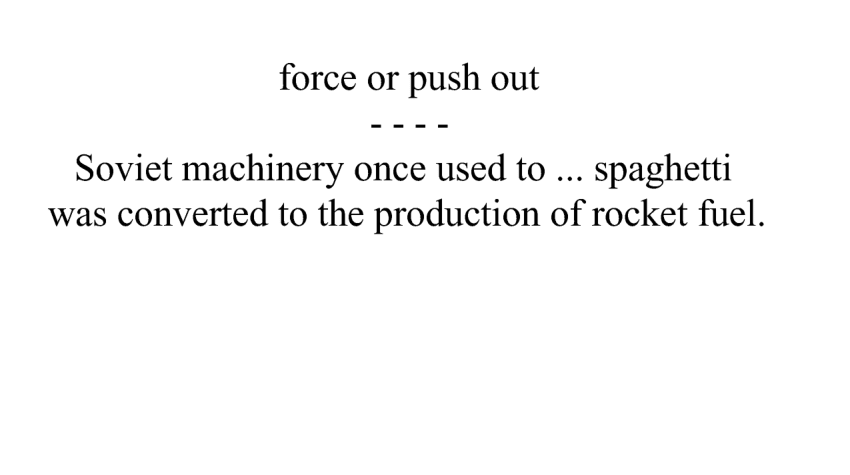 force or push out
- - - -
Soviet machinery once used to ... spaghetti
was converted to the production of rocket fuel.